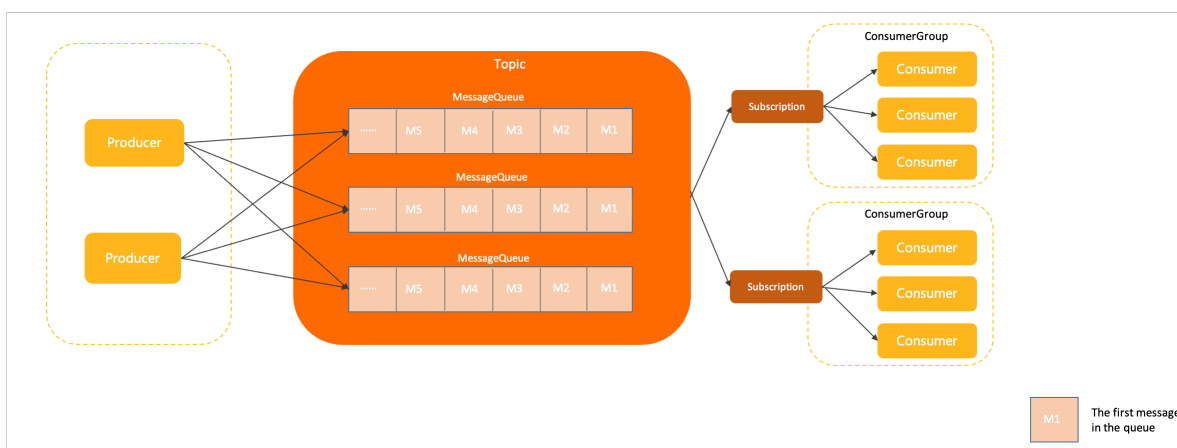 Producer
Producer
Topic
MessageQueue
...... M5 M4 M3 M2 M1
MessageQueue
...... M5 M4 M3 M2 M1
MessageQueue
...... M5 M4 M3 M2 M1
Subscription
ConsumerGroup
Consumer
Consumer
Consumer
Subscription
ConsumerGroup
Consumer
Consumer
Consumer
M1
The first message
in the queue